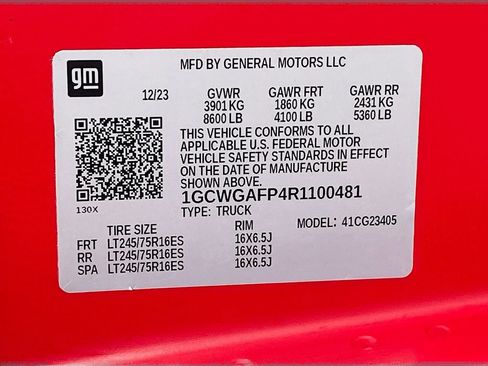 gm
MFD BY GENERAL MOTORS LLC
12/23 GVWR GAWR FRT GAWR RR
3901 KG 1860 KG 2431 KG
8600 LB 4100 LB 5360 LB
THIS VEHICLE CONFORMS TO ALL
APPLICABLE U.S. FEDERAL MOTOR
VEHICLE SAFETY STANDARDS IN EFFECT
ON THE DATE OF MANUFACTURE
SHOWN ABOVE.
1GCWGAFP4R1100481
130X TYPE: TRUCK
MODEL: 41CG23405
TIRE SIZE RIM
FRT LT245/75R16ES 16X6.5J
RR LT245/75R16ES 16X6.5J
SPA LT245/75R16ES 16X6.5J